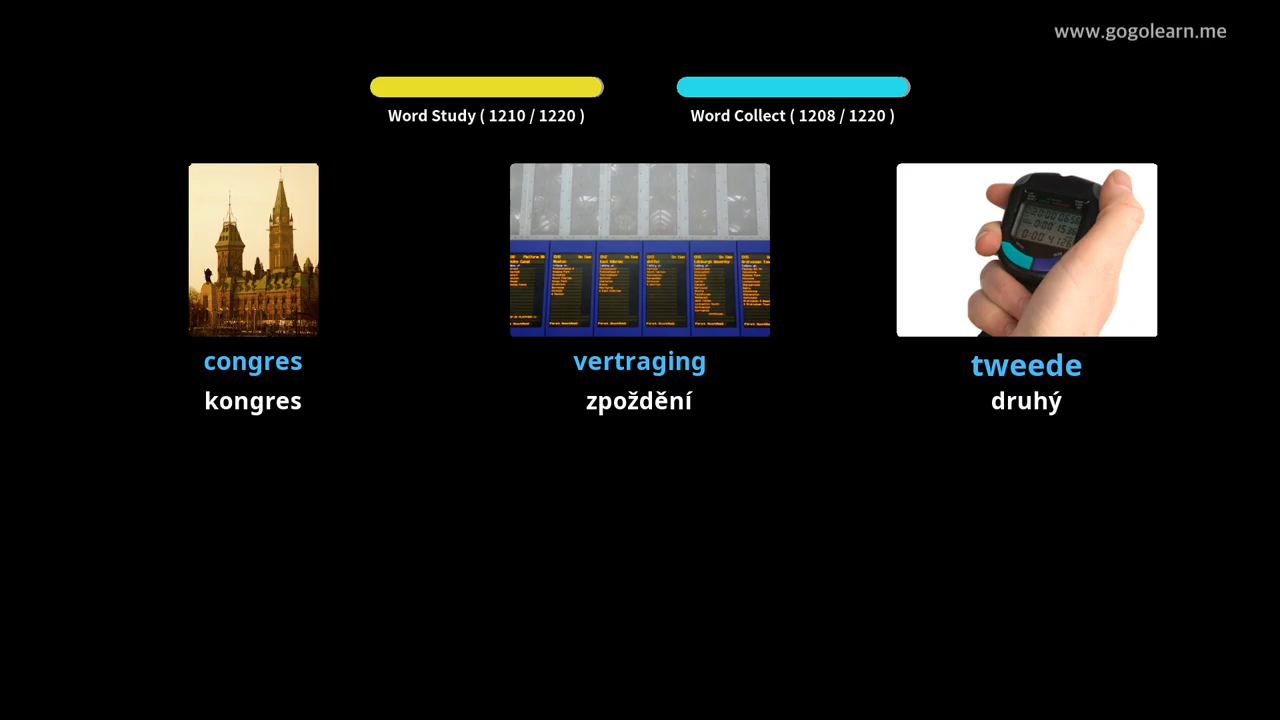 www.gogolearn.me
Word Study ( 1210 / 1220 )
Word Collect ( 1208 / 1220 )
congres
vertraging
tweede
kongres
zpoždění
druhý